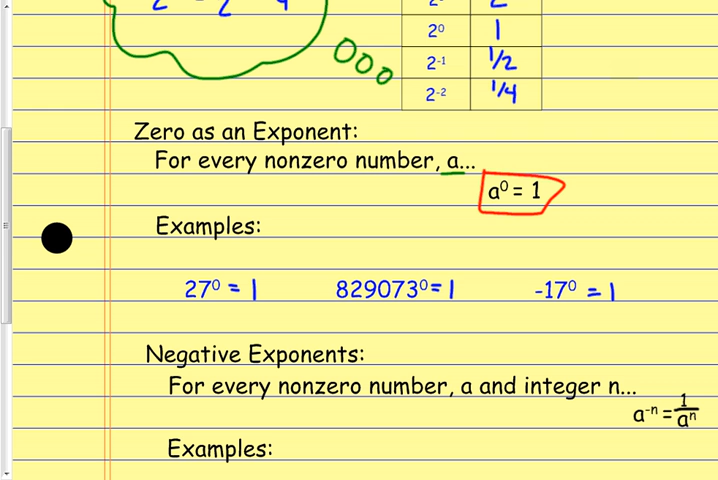 2⁰ 1
2⁻¹ 1/2
2⁻² 1/4
Zero as an Exponent:
For every nonzero number, a...
a⁰ = 1
Examples:
27⁰ = 1 829073⁰ = 1 -17⁰ = 1
Negative Exponents:
For every nonzero number, a and integer n...
a⁻ⁿ = 1/aⁿ
Examples: